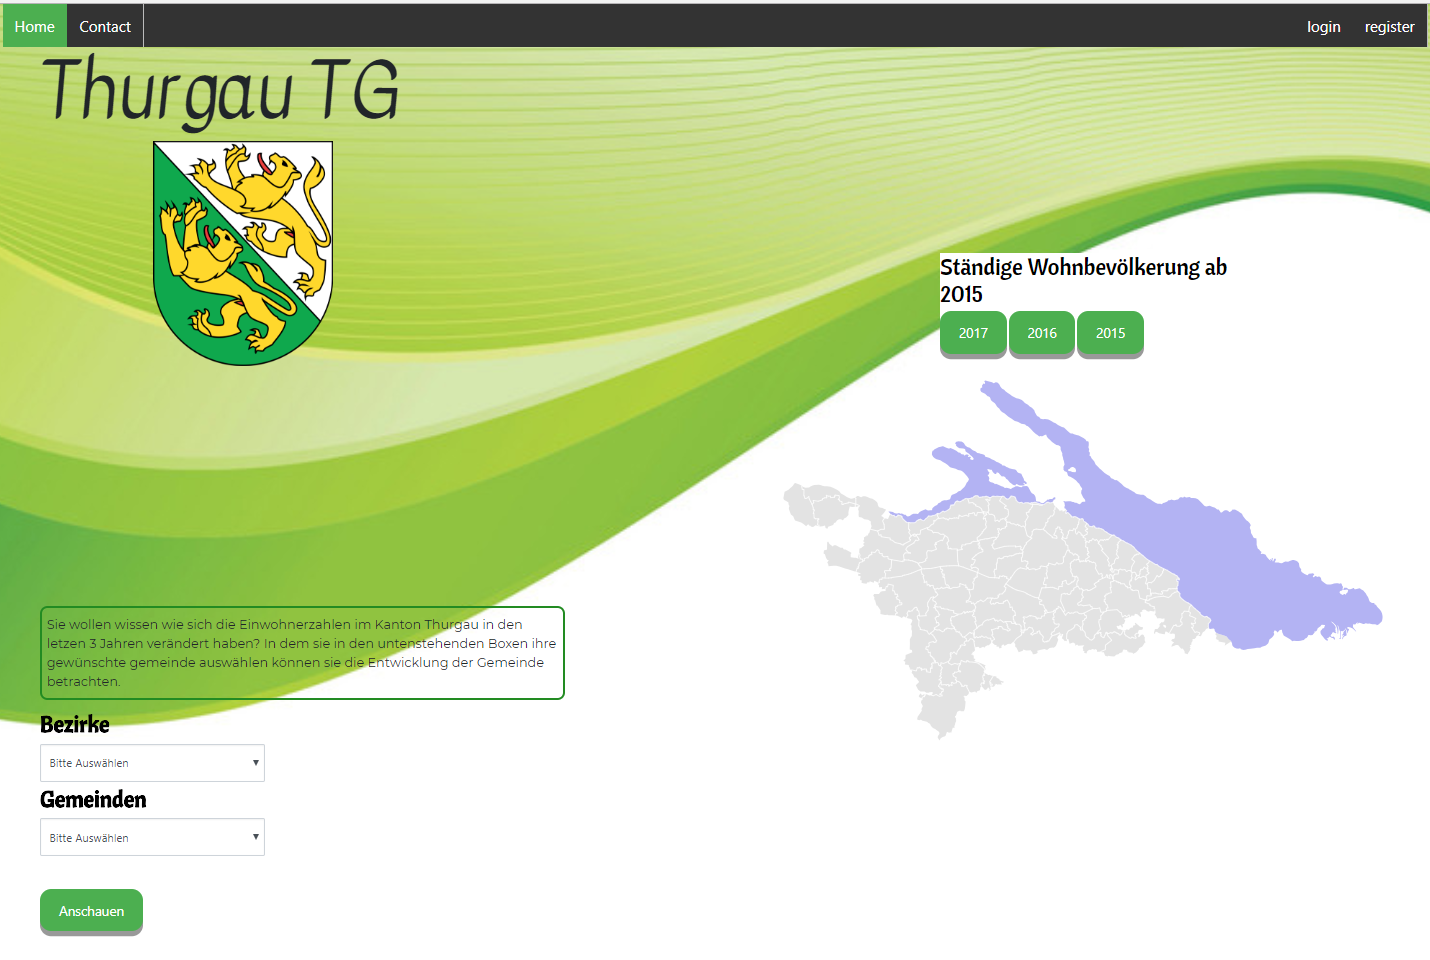 Home Contact login register
Thurgau TG
Ständige Wohnbevölkerung ab
2015
2017 2016 2015
Sie wollen wissen wie sich die Einwohnerzahlen im Kanton Thurgau in den
letzen 3 Jahren verändert haben? In dem sie in den untenstehenden Boxen ihre
gewünschte gemeinde auswählen können sie die Entwicklung der Gemeinde
betrachten.
Bezirke
Bitte Auswählen
Gemeinden
Bitte Auswählen
Anschauen